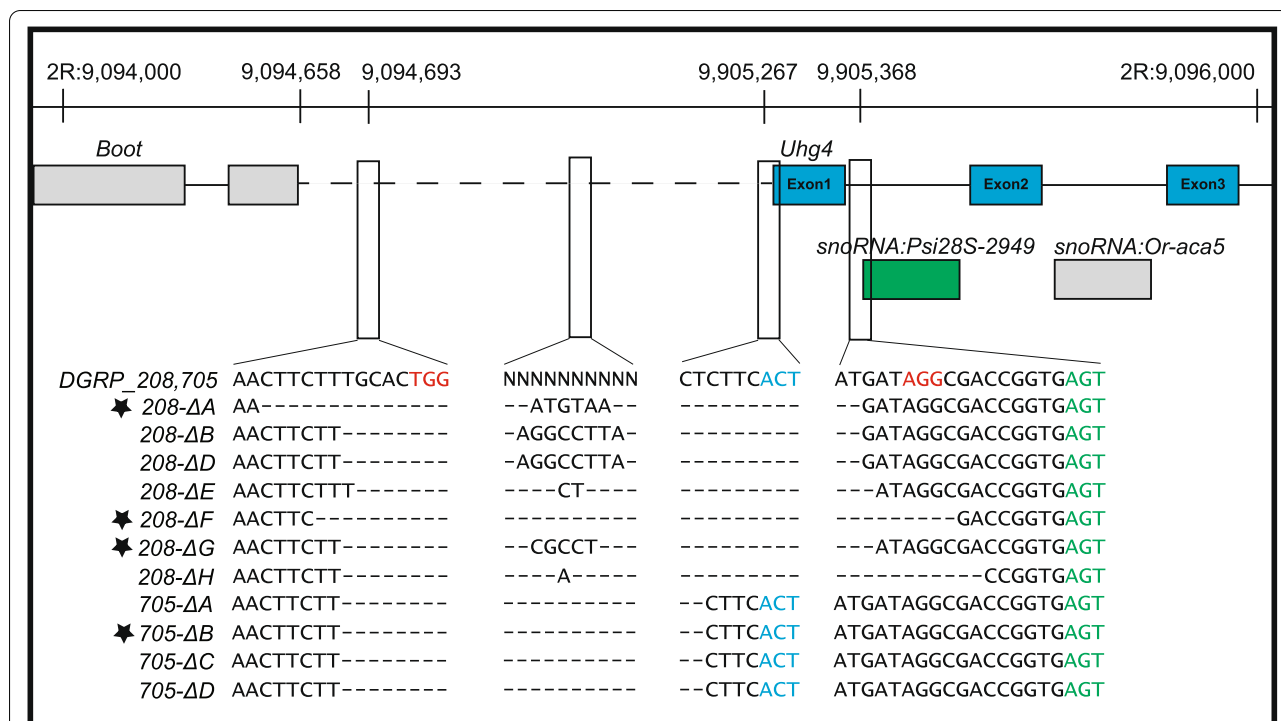 2R:9,094,000 9,094,658 9,094,693 9,905,267 9,905,368 2R:9,096,000
Boot Uhg4
Exon1 Exon2 Exon3
snoRNA:Psi28S-2949 snoRNA:Or-aca5
DGRP_208,705 AACTTCTTTGCACTGG NNNNNNNNNN CTCTTCACT ATGATAGGCGACCGGTGAGT
★ 208-ΔA AA-------------- --ATGTAA-- --------- --GATAGGCGACCGGTGAGT
208-ΔB AACTTCTT-------- -AGGCCTTA- --------- --GATAGGCGACCGGTGAGT
208-ΔD AACTTCTT-------- -AGGCCTTA- --------- --GATAGGCGACCGGTGAGT
208-ΔE AACTTCTTT------- ----CT---- --------- ---ATAGGCGACCGGTGAGT
★ 208-ΔF AACTTC---------- ---------- --------- ---------GACCGGTGAGT
★ 208-ΔG AACTTCTT-------- --CGCCT--- --------- ---ATAGGCGACCGGTGAGT
208-ΔH AACTTCTT-------- ----A----- --------- -----------CCGGTGAGT
705-ΔA AACTTCTT-------- ---------- --CTTCACT ATGATAGGCGACCGGTGAGT
★ 705-ΔB AACTTCTT-------- ---------- --CTTCACT ATGATAGGCGACCGGTGAGT
705-ΔC AACTTCTT-------- ---------- --CTTCACT ATGATAGGCGACCGGTGAGT
705-ΔD AACTTCTT-------- ---------- --CTTCACT ATGATAGGCGACCGGTGAGT